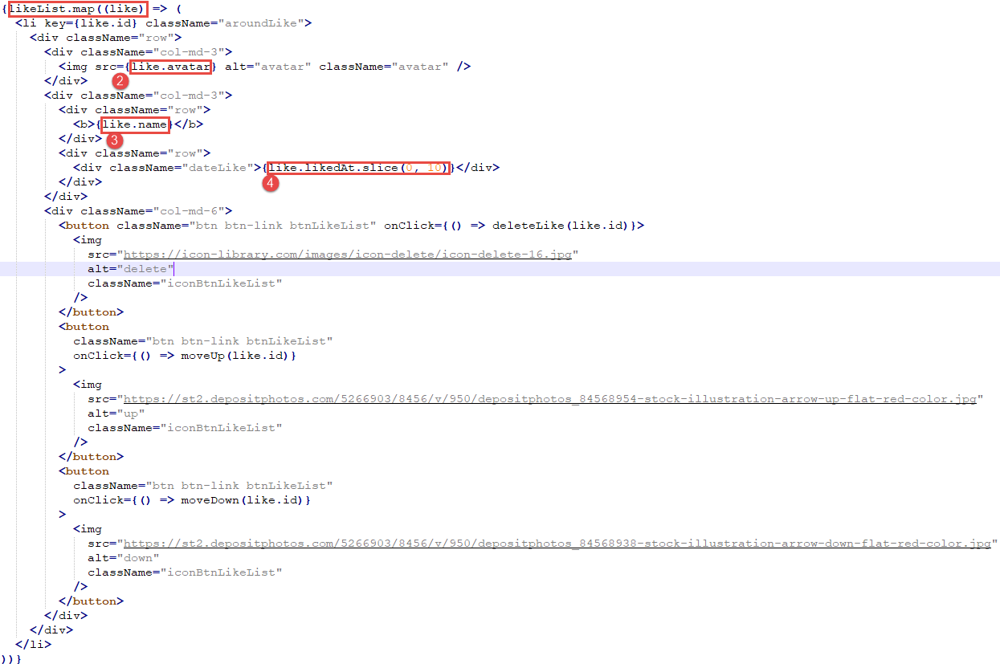 {likeList.map((like) => (
<li key={like.id} className="aroundLike">
<div className="row">
<div className="col-md-3">
<img src={like.avatar} alt="avatar" className="avatar" />
</div>
2
<div className="col-md-3">
<div className="row">
<b>{like.name}</b>
</div>
3
<div className="row">
<div className="dateLike">{like.likedAt.slice(0, 10)}</div>
</div>
4
</div>
<div className="col-md-6">
<button className="btn btn-link btnLikeList" onClick={() => deleteLike(like.id)}>
<img
src="https://icon-library.com/images/icon-delete/icon-delete-16.jpg"
alt="delete"
className="iconBtnLikeList"
/>
</button>
<button
className="btn btn-link btnLikeList"
onClick={() => moveUp(like.id)}
>
<img
src="https://st2.depositphotos.com/5266903/8456/v/950/depositphotos_84568954-stock-illustration-arrow-up-flat-red-color.jpg"
alt="up"
className="iconBtnLikeList"
/>
</button>
<button
className="btn btn-link btnLikeList"
onClick={() => moveDown(like.id)}
>
<img
src="https://st2.depositphotos.com/5266903/8456/v/950/depositphotos_84568938-stock-illustration-arrow-down-flat-red-color.jpg"
alt="down"
className="iconBtnLikeList"
/>
</button>
</div>
</div>
</li>
))}